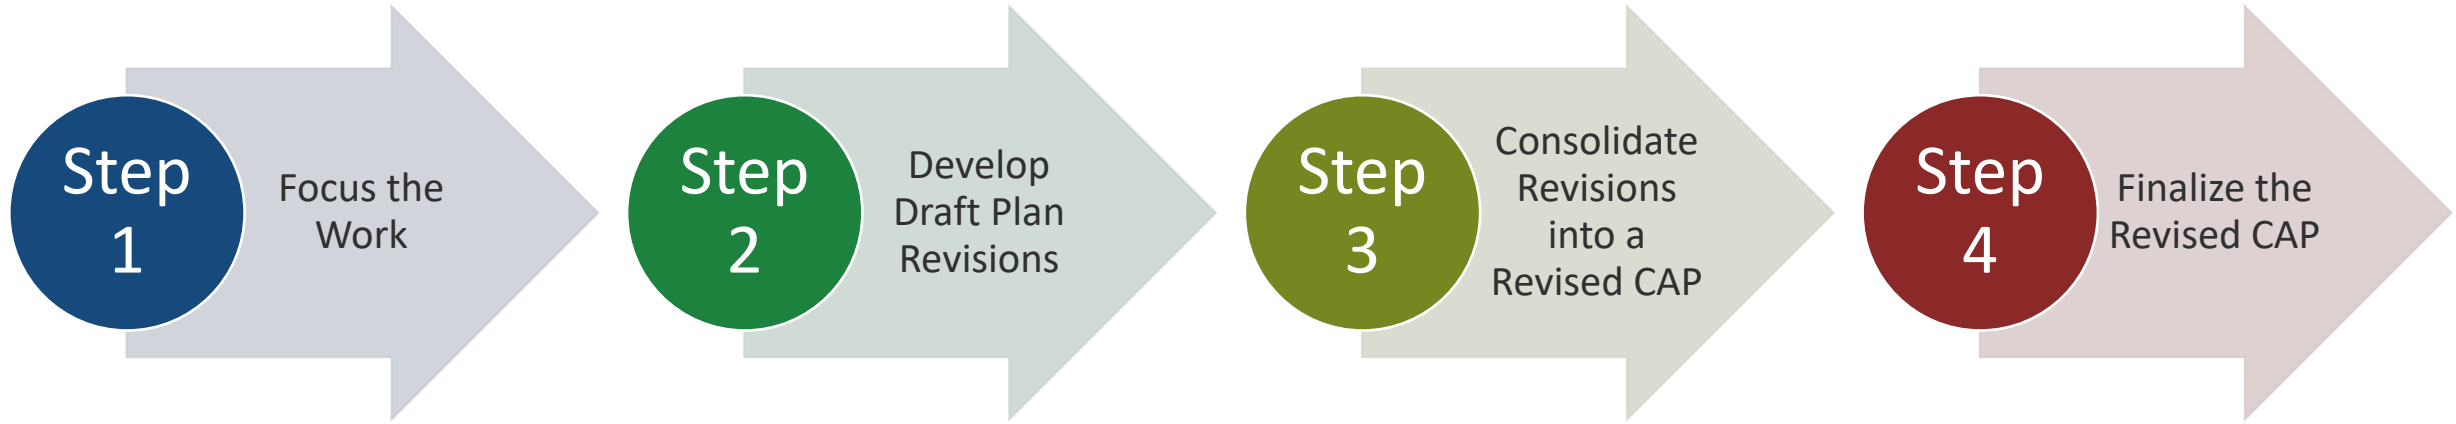 Step
1
Focus the
Work
Step
2
Develop
Draft Plan
Revisions
Step
3
Consolidate
Revisions
into a
Revised CAP
Step
4
Finalize the
Revised CAP